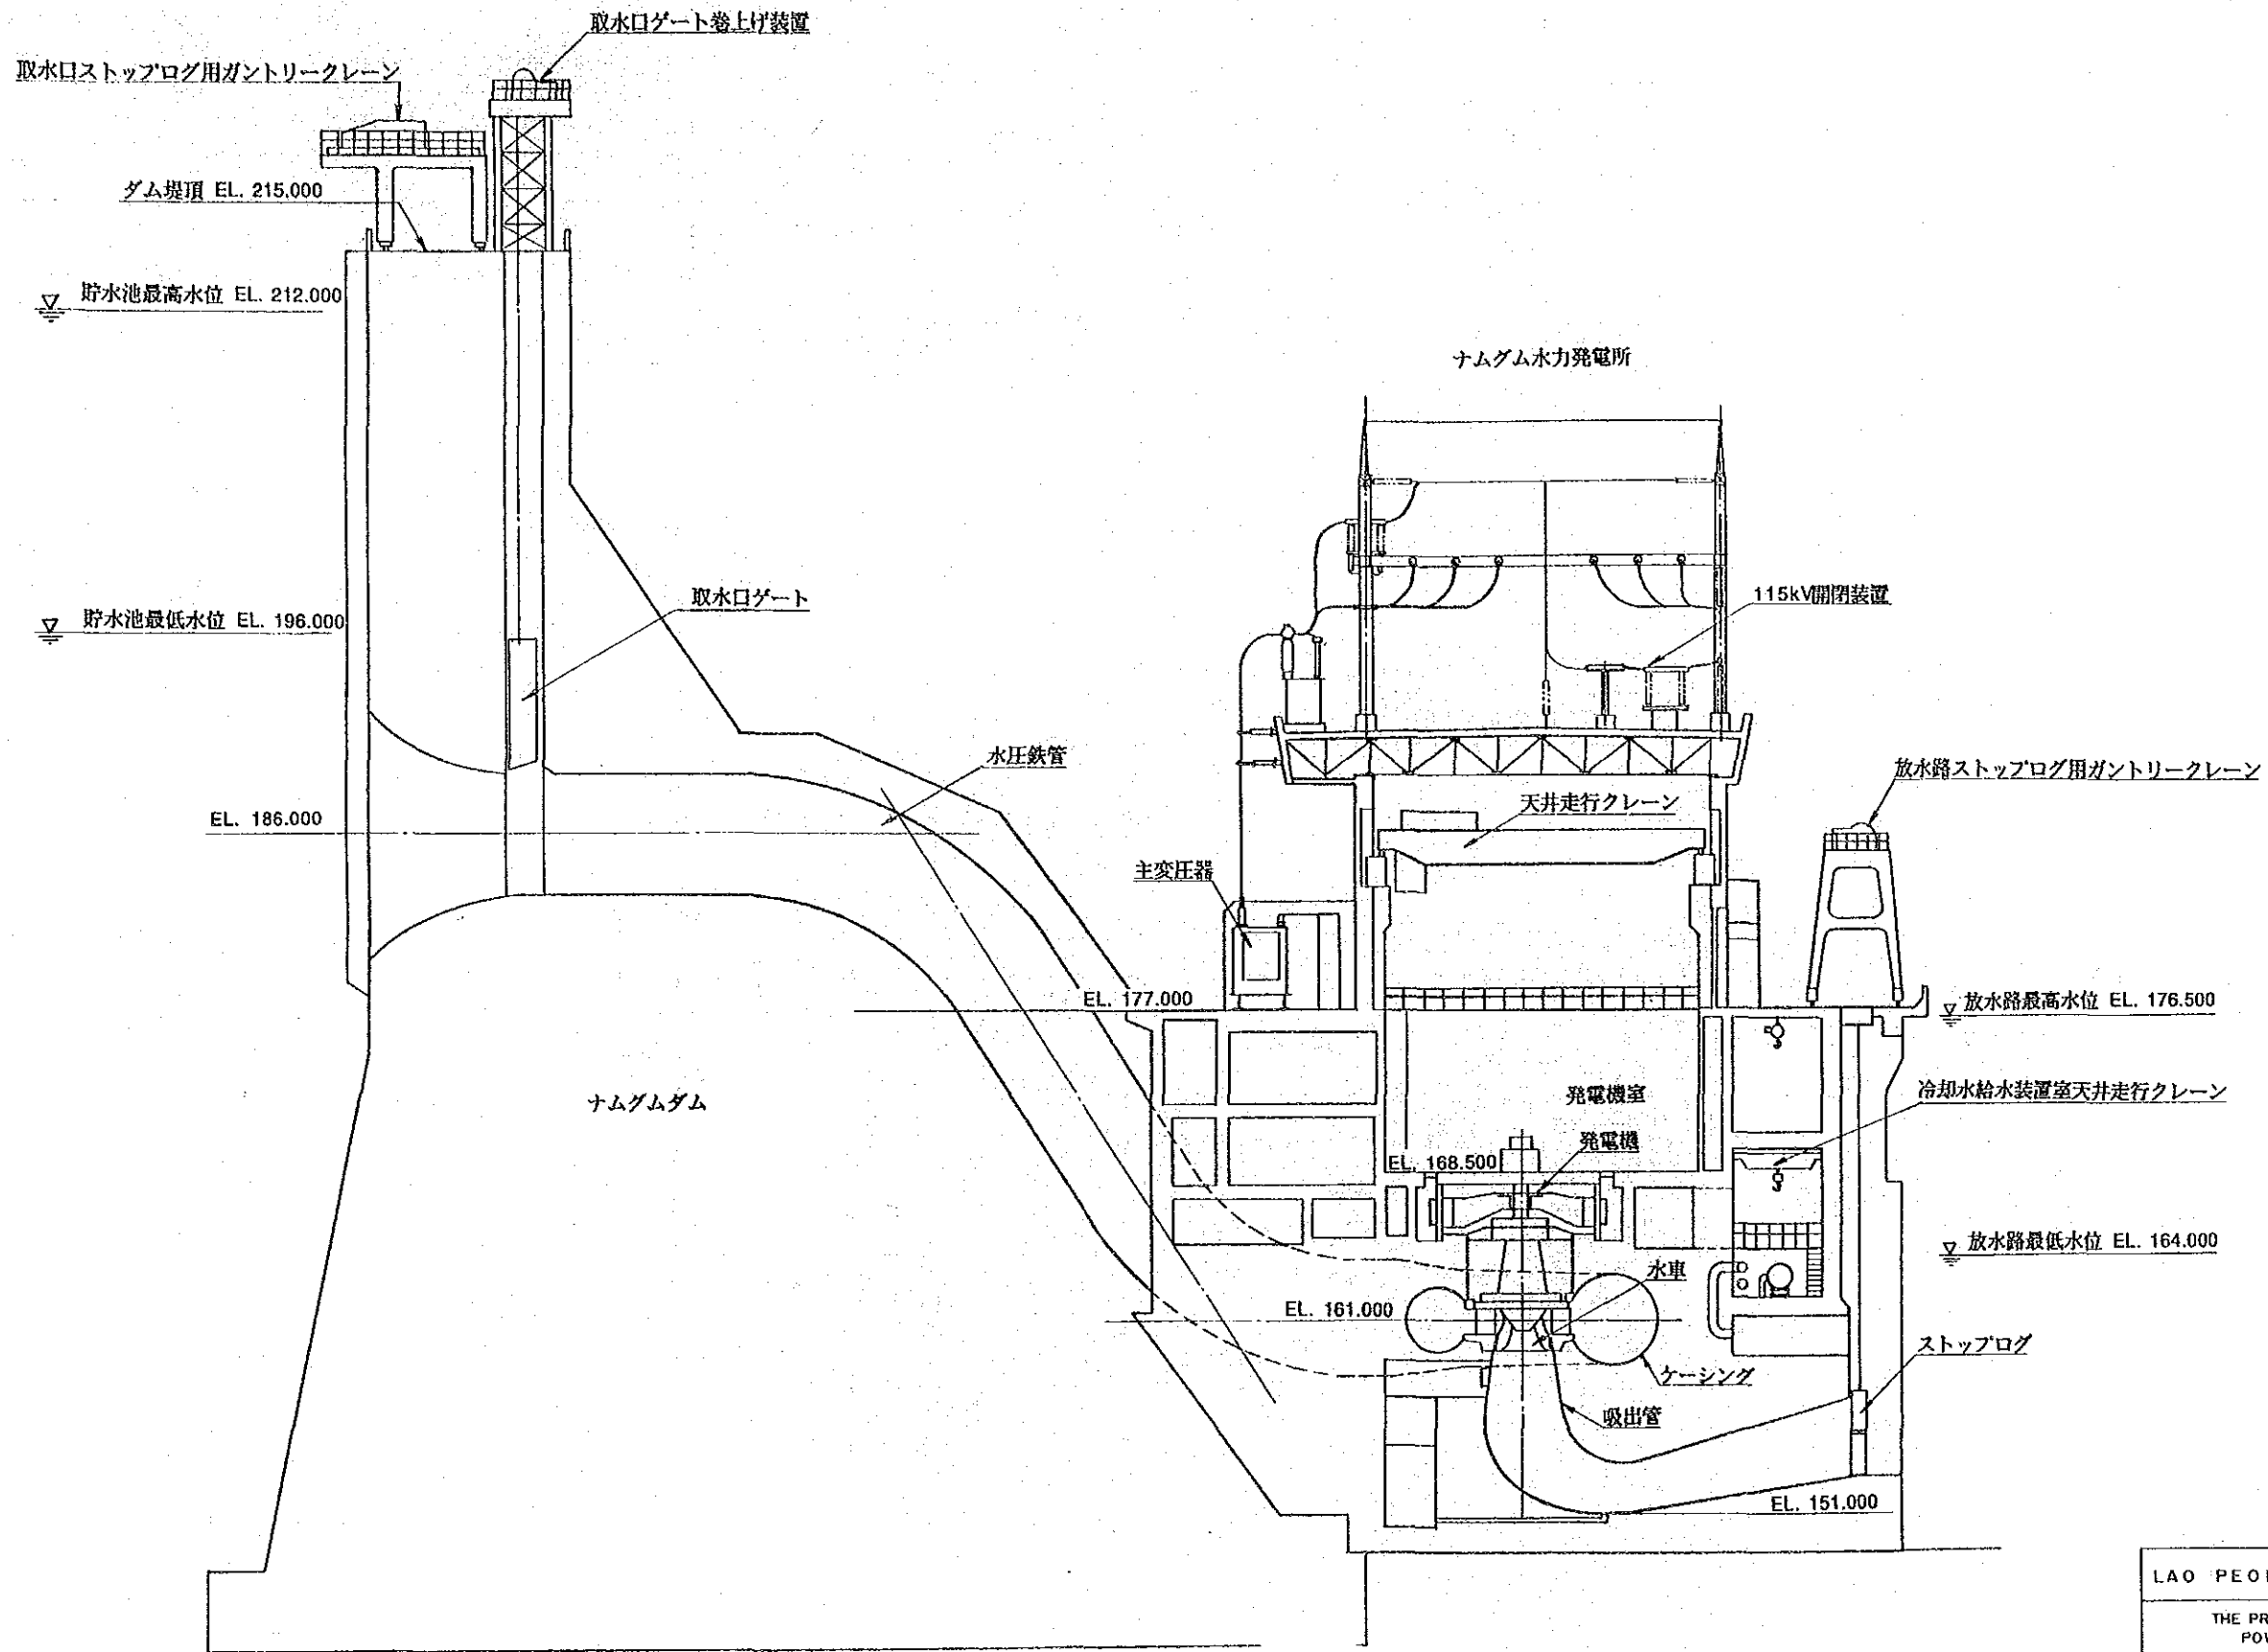 取水口ゲート巻上げ装置
取水口ストップログ用ガントリークレーン
ダム堤頂 EL. 215.000
貯水池最高水位 EL. 212.000
ナムグム水力発電所
115kV開閉装置
取水口ゲート
貯水池最低水位 EL. 196.000
水圧鉄管
放水路ストップログ用ガントリークレーン
天井走行クレーン
EL. 186.000
主変圧器
EL. 177.000
放水路最高水位 EL. 176.500
発電機室
冷却水給水装置室天井走行クレーン
ナムグムダム
発電機
EL. 168.500
放水路最低水位 EL. 164.000
水車
EL. 161.000
ストップログ
ケーシング
吸出管
EL. 151.000
LAO PEO
THE PR
POW